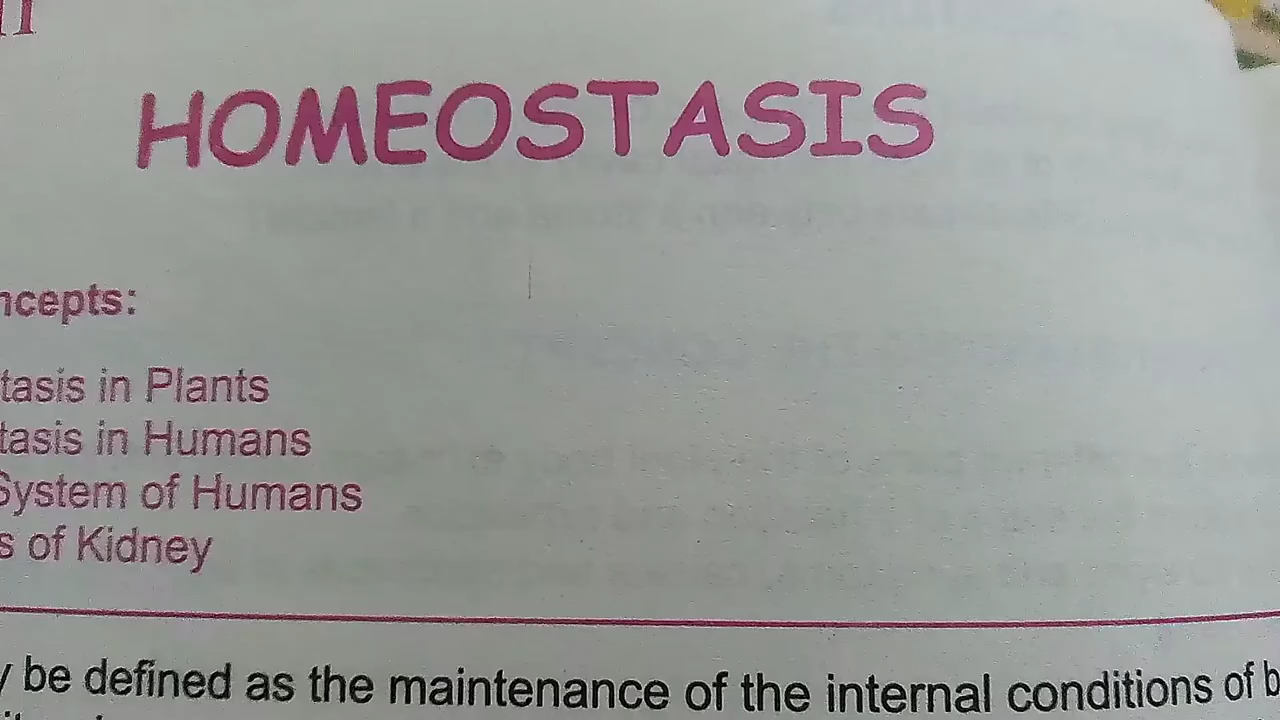 HOMEOSTASIS
ncepts:
tasis in Plants
tasis in Humans
System of Humans
s of Kidney
y be defined as the maintenance of the internal conditions of b